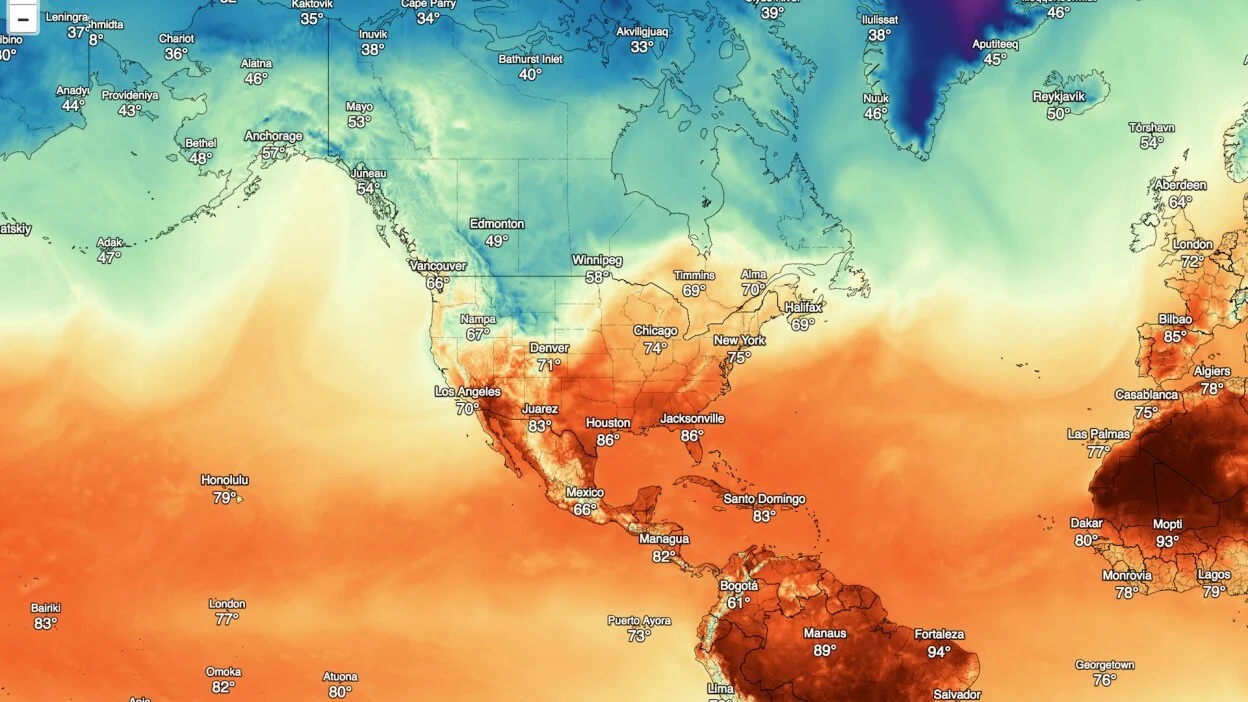 −
Kaktovik
35°
Cape Parry
34°
39°
46°
Leningra
37°
hmidta
8°
Chariot
36°
Inuvik
38°
Akviligjuaq
33°
Ilulissat
38°
Aputiteeq
45°
Bathurst Inlet
40°
Alatna
46°
Anady
44°
Provideniya
43°
Mayo
53°
Nuuk
46°
Reykjavik
50°
Anchorage
57°
Bethel
48°
Tórshavn
54°
Juneau
54°
Aberdeen
64°
atskiy
Adak
47°
Edmonton
49°
London
72°
Vancouver
66°
Winnipeg
58°
Timmins
69°
Alma
70°
Halifax
69°
Nampa
67°
Chicago
74°
New York
75°
Bilbao
85°
Denver
71°
Algiers
78°
Los Angeles
70°
Casablanca
75°
Juarez
83°
Houston
86°
Jacksonville
86°
Las Palmas
77°
Honolulu
79°
Mexico
66°
Santo Domingo
83°
Managua
82°
Dakar
80°
Mopti
93°
Bogotá
61°
Monrovia
78°
Lagos
79°
Bairiki
83°
London
77°
Puerto Ayora
73°
Manaus
89°
Fortaleza
94°
Omoka
82°
Atuona
80°
Georgetown
76°
Lima
Salvador